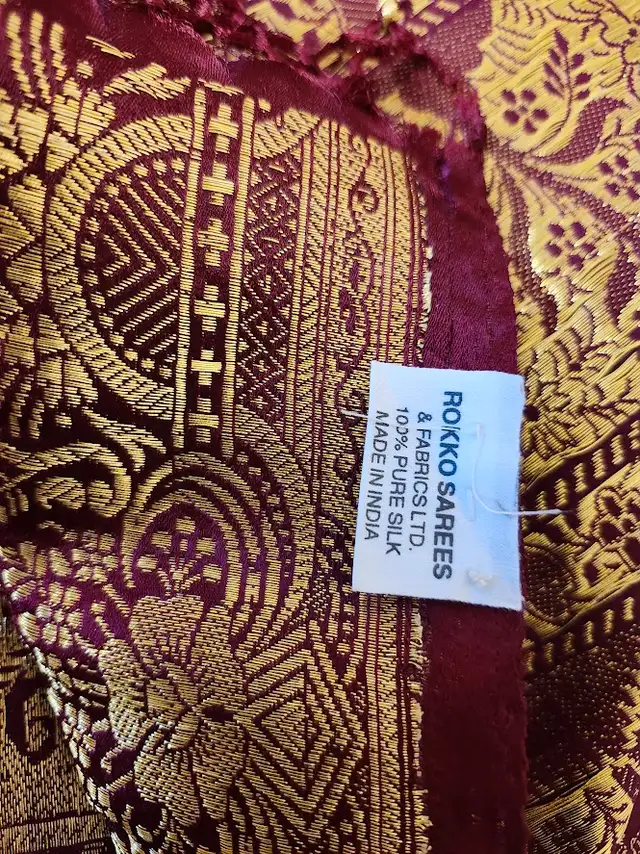 ROKKO SAREES
& FABRICS LTD.
100% PURE SILK
MADE IN INDIA